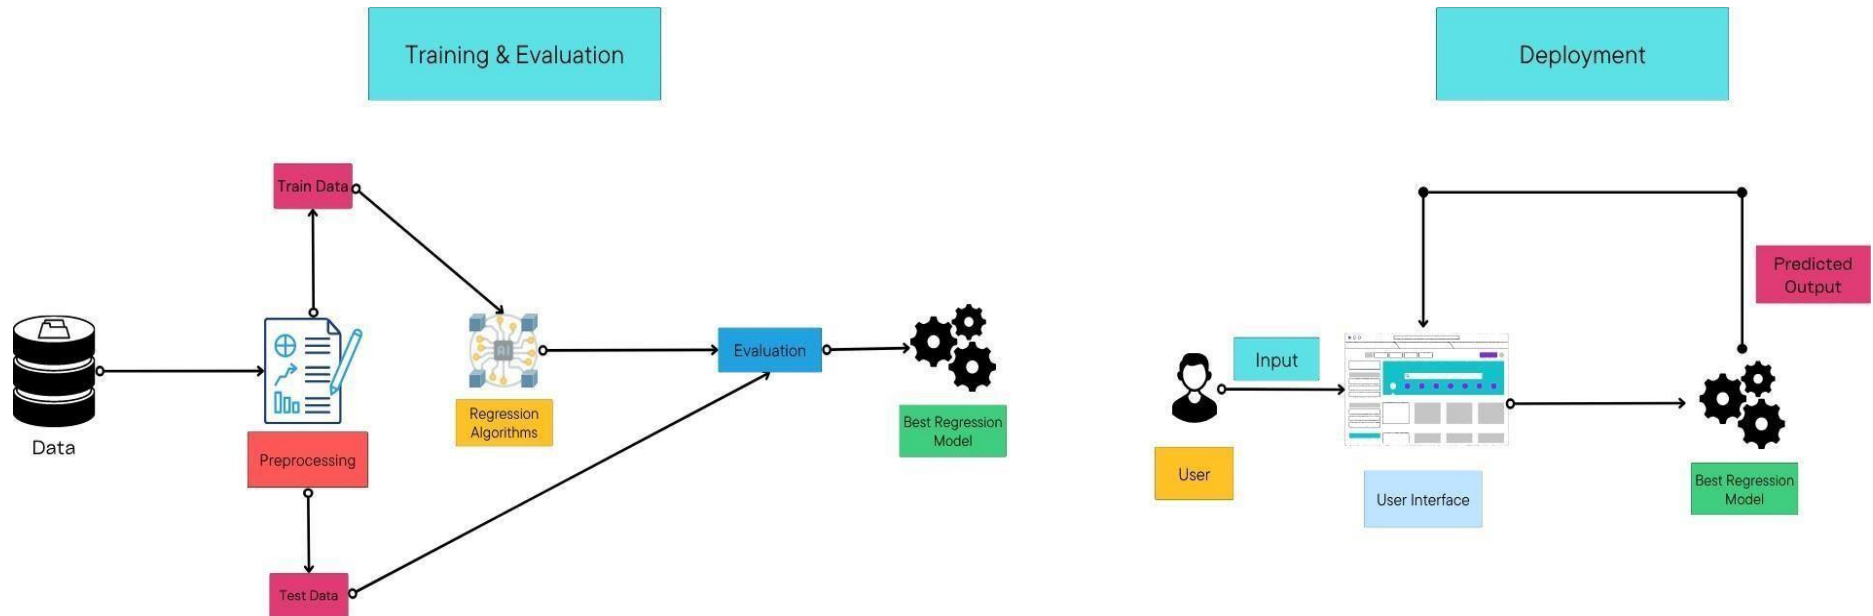 Training & Evaluation
Deployment
Train Data
Predicted
Output
Evaluation
Input
AI
Regression
Algorithms
Best Regression
Model
Data
Preprocessing
User
User Interface
Best Regression
Model
Test Data